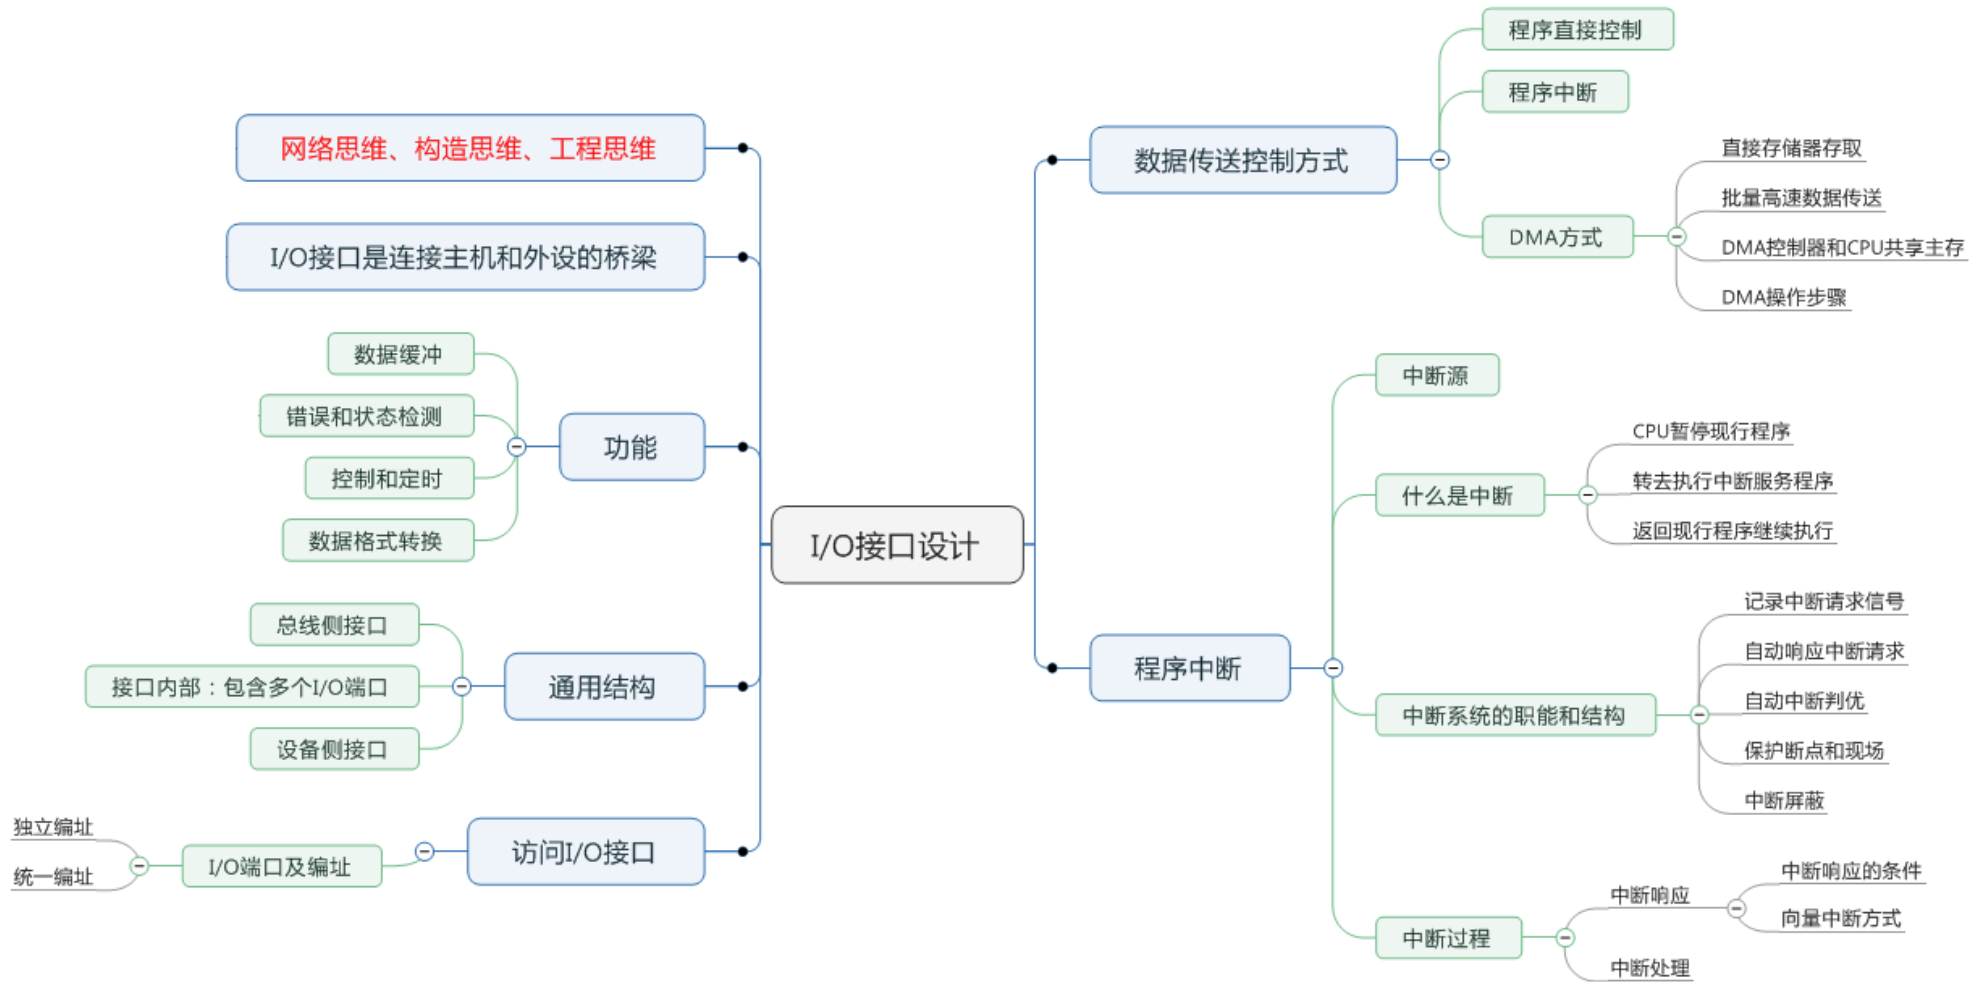 I/O接口设计
网络思维、构造思维、工程思维
I/O接口是连接主机和外设的桥梁
功能
数据缓冲
错误和状态检测
控制和定时
数据格式转换
通用结构
总线侧接口
接口内部：包含多个I/O端口
设备侧接口
访问I/O接口
I/O端口及编址
独立编址
统一编址
数据传送控制方式
程序直接控制
程序中断
DMA方式
直接存储器存取
批量高速数据传送
DMA控制器和CPU共享主存
DMA操作步骤
程序中断
中断源
什么是中断
CPU暂停现行程序
转去执行中断服务程序
返回现行程序继续执行
中断系统的职能和结构
记录中断请求信号
自动响应中断请求
自动中断判优
保护断点和现场
中断屏蔽
中断过程
中断响应
中断响应的条件
向量中断方式
中断处理